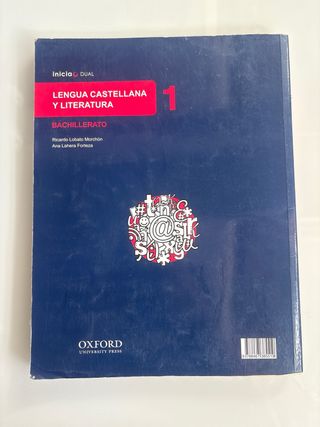 inicia DUAL
LENGUA CASTELLANA
Y LITERATURA
1
BACHILLERATO
Ricardo Lobato Morchón
Ana Lahera Forteza
OXFORD
UNIVERSITY PRESS